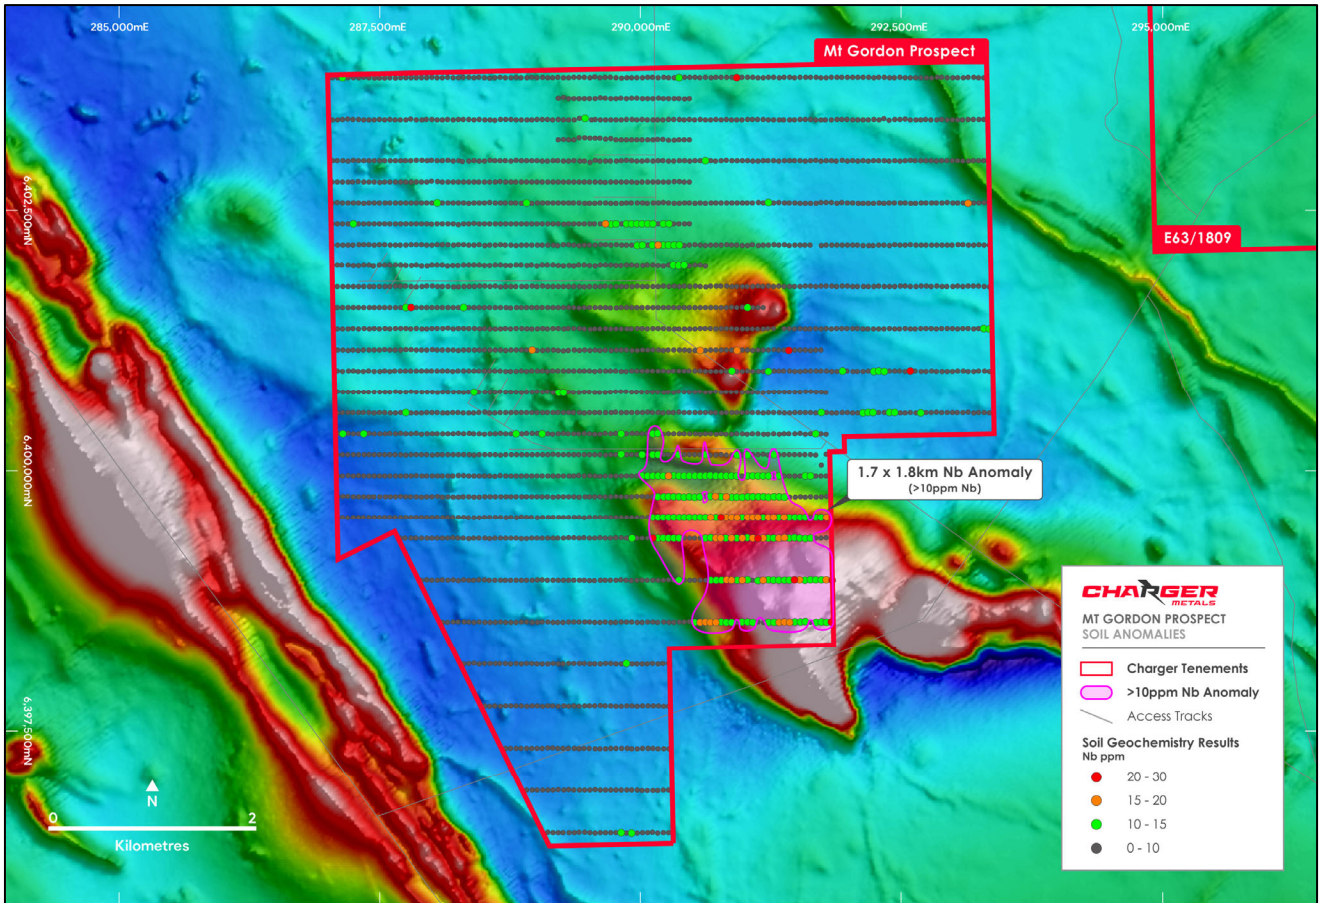 285,000mE
287,500mE
290,000mE
292,500mE
295,000mE
Mt Gordon Prospect
6,402,500mN
E63/1809
6,400,000mN
1.7 x 1.8km Nb Anomaly
(>10ppm Nb)
6,397,500mN
N
0 2
Kilometres
CHARGER
METALS
MT GORDON PROSPECT
SOIL ANOMALIES
Charger Tenements
>10ppm Nb Anomaly
Access Tracks
Soil Geochemistry Results
Nb ppm
20 - 30
15 - 20
10 - 15
0 - 10